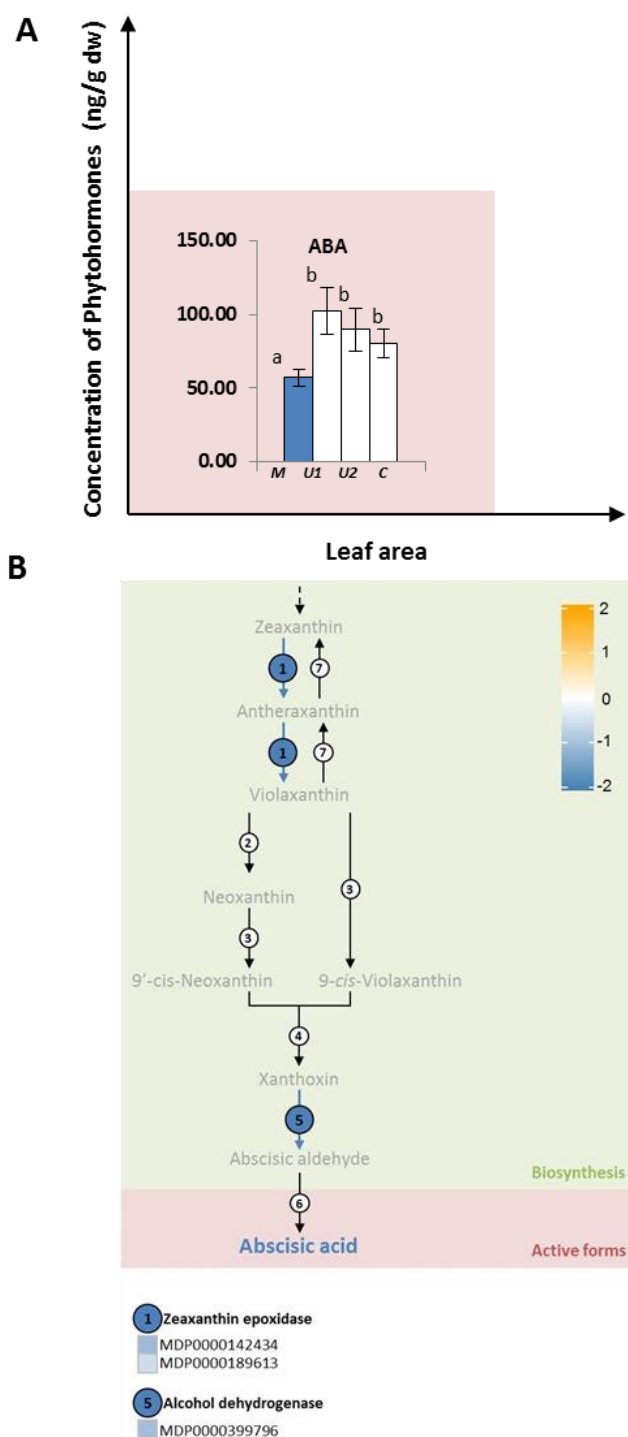 A
Concentration of Phytohormones (ng/g dw)
150.00
100.00
50.00
0.00
ABA
a
b
b
b
M U1 U2 C
Leaf area
B
Zeaxanthin
1
7
Antheraxanthin
1
7
Violaxanthin
2
3
Neoxanthin
3
9'-cis-Neoxanthin 9-cis-Violaxanthin
4
Xanthoxin
5
Abscisic aldehyde
6
Abscisic acid
Biosynthesis
Active forms
2
1
0
-1
-2
1 Zeaxanthin epoxidase
MDP0000142434
MDP0000189613
5 Alcohol dehydrogenase
MDP0000399796